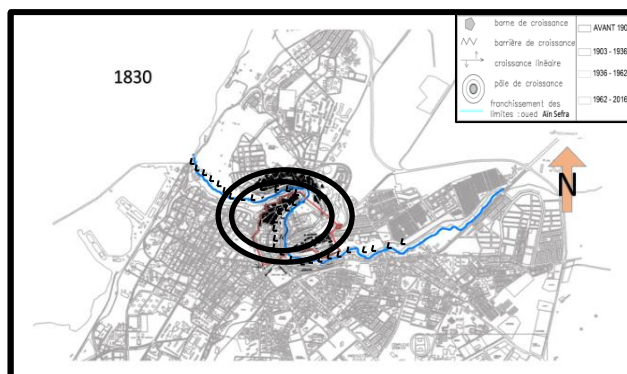 1830
borne de croissance
barrière de croissance
croissance linéaire
pôle de croissance
franchissement des
limites :oued Ain Sefra
AVANT 190
1903 - 1936
1936 - 1962
1962 - 2016
N